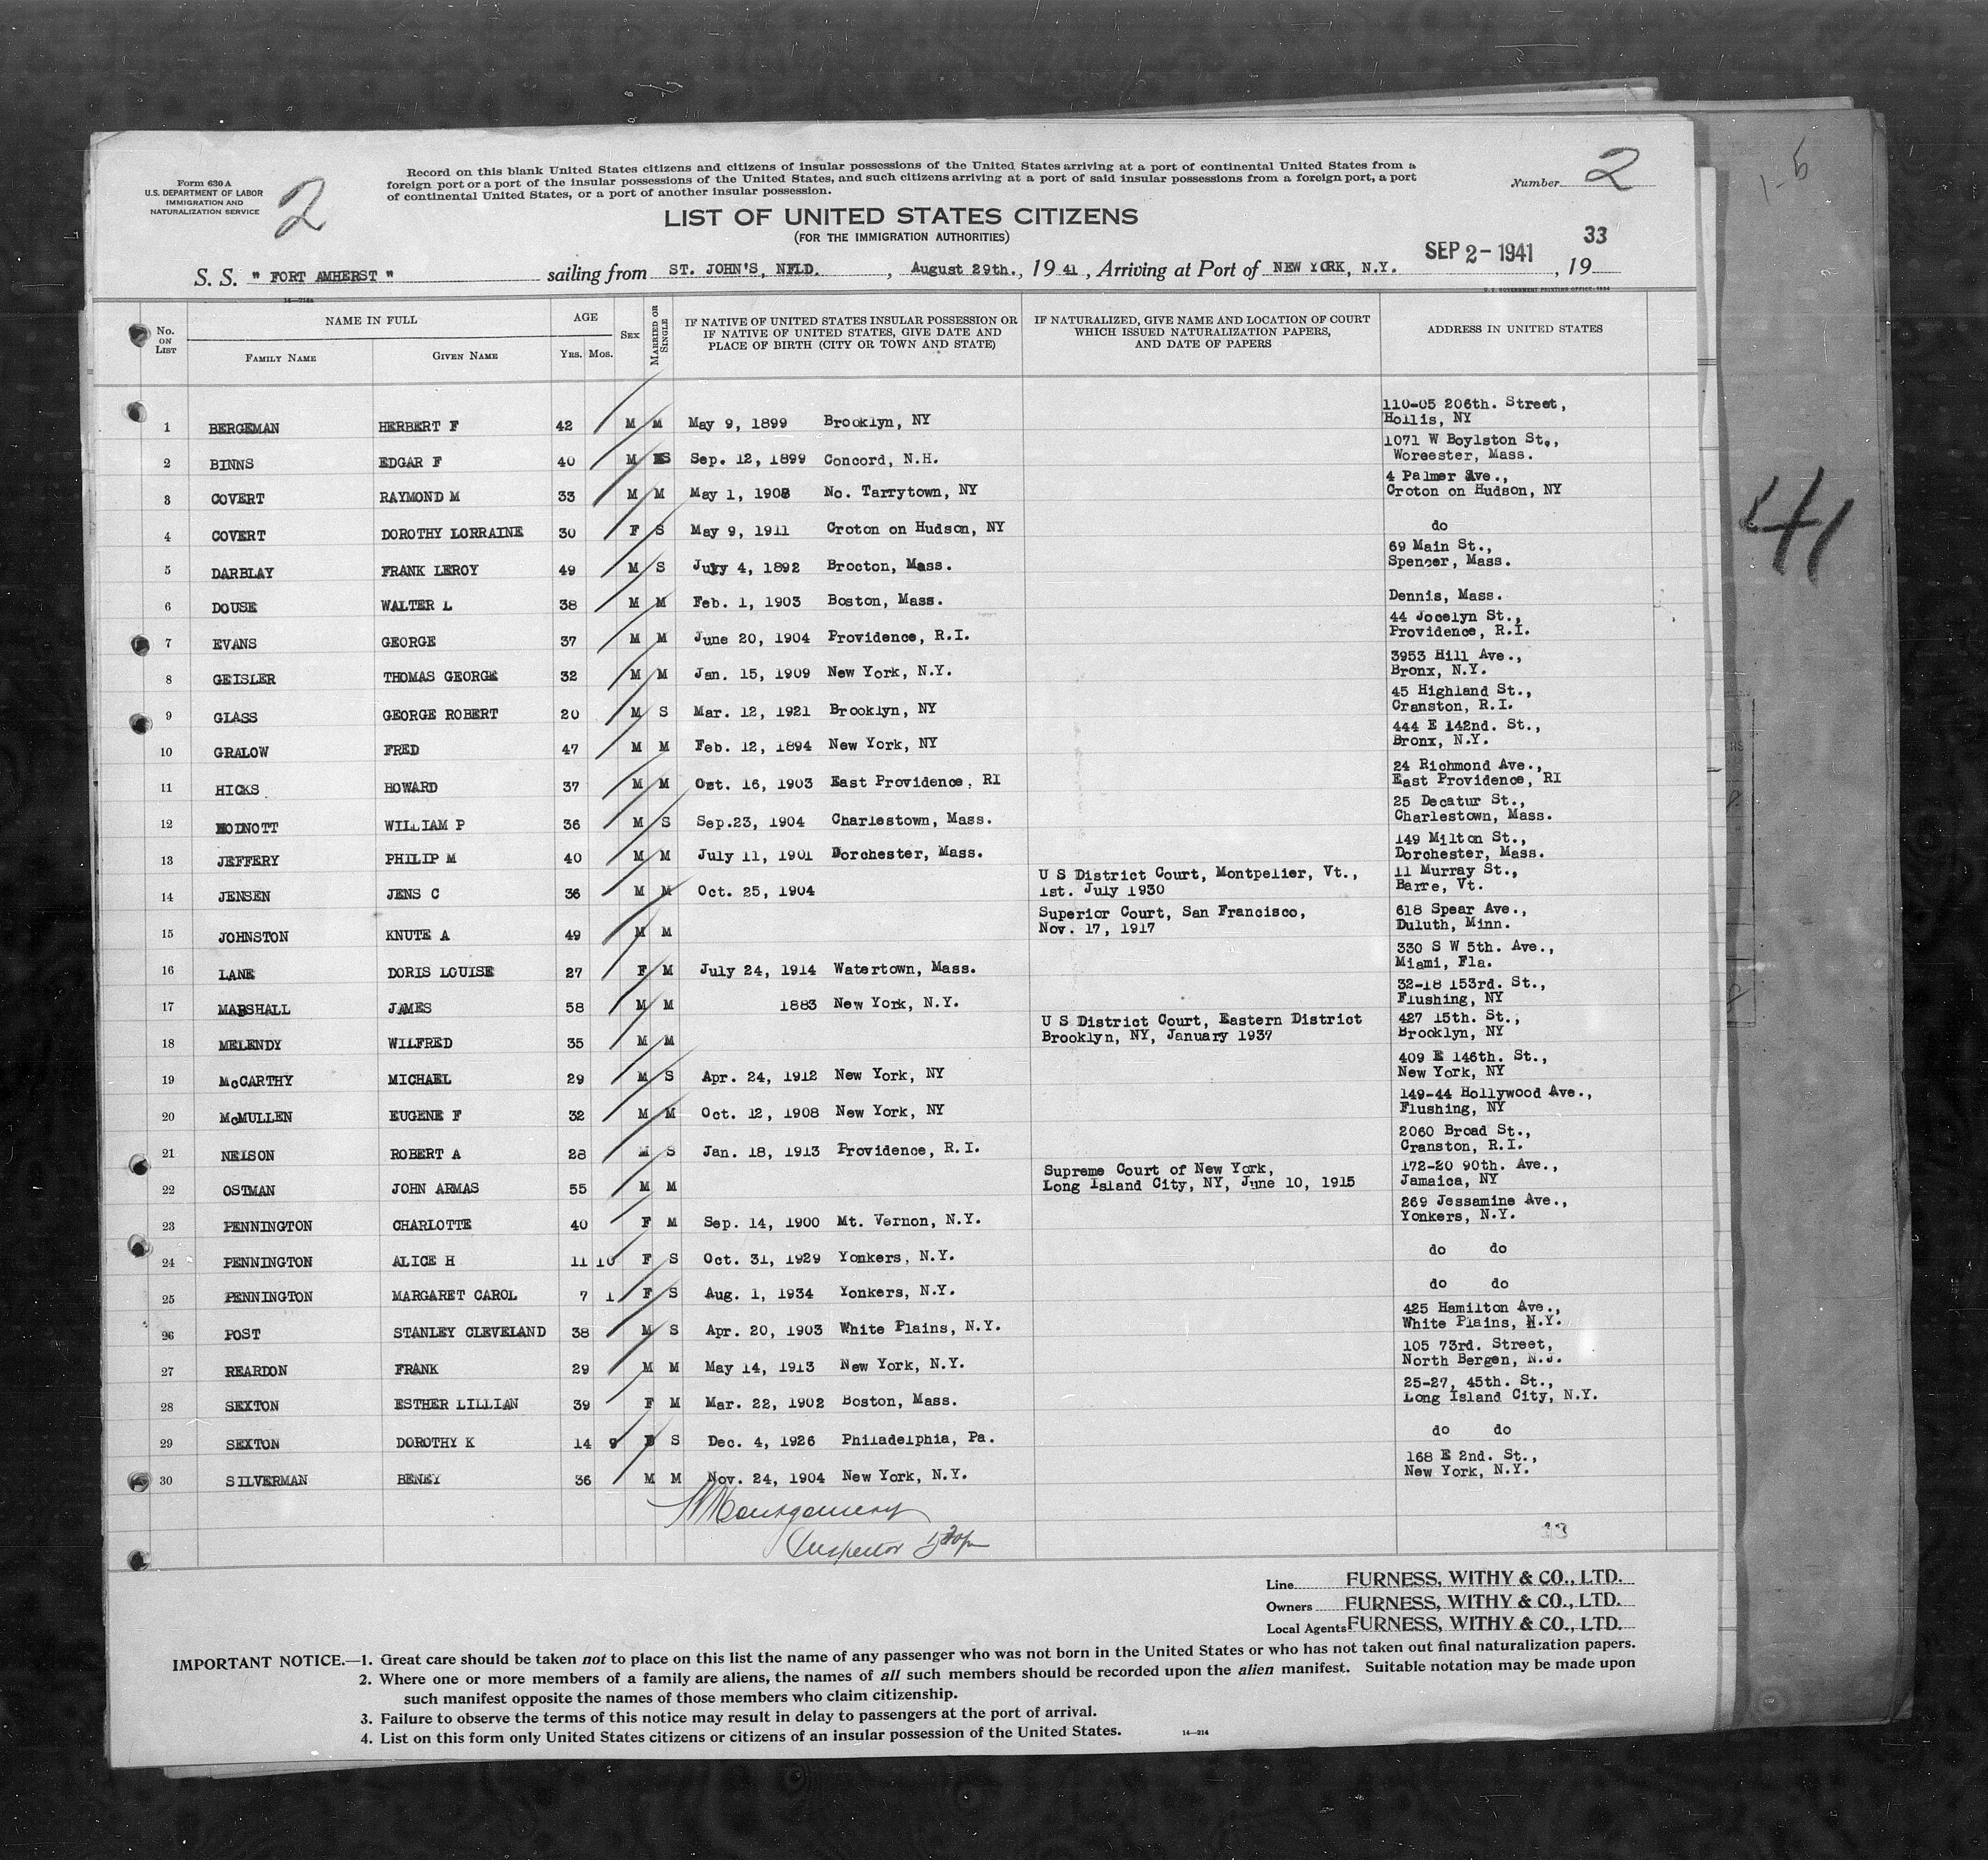 Form 630 A
U.S. DEPARTMENT OF LABOR
IMMIGRATION AND
NATURALIZATION SERVICE
2
Record on this blank United States citizens and citizens of insular possessions of the United States arriving at a port of continental United States from a
foreign port or a port of the insular possessions of the United States, and such citizens arriving at a port of said insular possessions from a foreign port, a port
of continental United States, or a port of another insular possession.
Number 2
1-6
LIST OF UNITED STATES CITIZENS
(FOR THE IMMIGRATION AUTHORITIES)
SEP 2-1941 33
S. S. " FORT AMHERST " sailing from ST. JOHN'S, NFLD. , August 29th., 19 41, Arriving at Port of NEW YORK, N.Y. , 19
14—214a
U. S. GOVERNMENT PRINTING OFFICE: 1934
No. ON LIST NAME IN FULL FAMILY NAME GIVEN NAME AGE YRS. MOS. SEX MARRIED OR SINGLE IF NATIVE OF UNITED STATES INSULAR POSSESSION OR IF NATIVE OF UNITED STATES, GIVE DATE AND PLACE OF BIRTH (CITY OR TOWN AND STATE) IF NATURALIZED, GIVE NAME AND LOCATION OF COURT WHICH ISSUED NATURALIZATION PAPERS, AND DATE OF PAPERS ADDRESS IN UNITED STATES
1 BERGEMAN HERBERT F 42 M M May 9, 1899 Brooklyn, NY 110-05 206th. Street, Hollis, NY
2 BINNS EDGAR F 40 M S Sep. 12, 1899 Concord, N.H. 1071 W Boylston St., Woreester, Mass.
3 COVERT RAYMOND M 33 M M May 1, 1908 No. Tarrytown, NY 4 Palmer Ave., Croton on Hudson, NY
4 COVERT DOROTHY LORRAINE 30 F S May 9, 1911 Croton on Hudson, NY do
5 DARBLAY FRANK LEROY 49 M S July 4, 1892 Brocton, Mass. 69 Main St., Spencer, Mass.
6 DOUSE WALTER L 38 M M Feb. 1, 1903 Boston, Mass. Dennis, Mass.
7 EVANS GEORGE 37 M M June 20, 1904 Providence, R.I. 44 Jocelyn St., Providence, R.I.
8 GEISLER THOMAS GEORGE 32 M M Jan. 15, 1909 New York, N.Y. 3953 Hill Ave., Bronx, N.Y.
9 GLASS GEORGE ROBERT 20 M S Mar. 12, 1921 Brooklyn, NY 45 Highland St., Cranston, R.I.
10 GRALOW FRED 47 M M Feb. 12, 1894 New York, NY 444 E 142nd. St., Bronx, N.Y.
11 HICKS HOWARD 37 M M Oct. 16, 1903 East Providence, RI 24 Richmond Ave., East Providence, RI
12 HODNOTT WILLIAM P 36 M S Sep.23, 1904 Charlestown, Mass. 25 Decatur St., Charlestown, Mass.
13 JEFFERY PHILIP M 40 M M July 11, 1901 Dorchester, Mass. 149 Milton St., Dorchester, Mass.
14 JENSEN JENS C 36 M M Oct. 25, 1904 U S District Court, Montpelier, Vt., 1st. July 1930 11 Murray St., Barre, Vt.
15 JOHNSTON KNUTE A 49 M M Superior Court, San Francisco, Nov. 17, 1917 618 Spear Ave., Duluth, Minn.
16 LANE DORIS LOUISE 27 F M July 24, 1914 Watertown, Mass. 330 S W 5th. Ave., Miami, Fla.
17 MARSHALL JAMES 58 M M 1883 New York, N.Y. 32-18 153rd. St., Flushing, NY
18 MELENDY WILFRED 35 M M U S District Court, Eastern District Brooklyn, NY, January 1937 427 15th. St., Brooklyn, NY
19 McCARTHY MICHAEL 29 M S Apr. 24, 1912 New York, NY 409 E 146th. St., New York, NY
20 McMULLEN EUGENE F 32 M M Oct. 12, 1908 New York, NY 149-44 Hollywood Ave., Flushing, NY
21 NELSON ROBERT A 28 M S Jan. 18, 1913 Providence, R.I. 2060 Broad St., Cranston, R.I.
22 OSTMAN JOHN ARMAS 55 M M Supreme Court of New York, Long Island City, NY, June 10, 1915 172-20 90th. Ave., Jamaica, NY
23 PENNINGTON CHARLOTTE 40 F M Sep. 14, 1900 Mt. Vernon, N.Y. 269 Jessamine Ave., Yonkers, N.Y.
24 PENNINGTON ALICE H 11 10 F S Oct. 31, 1929 Yonkers, N.Y. do do
25 PENNINGTON MARGARET CAROL 7 1 F S Aug. 1, 1934 Yonkers, N.Y. do do
26 POST STANLEY CLEVELAND 38 M S Apr. 20, 1903 White Plains, N.Y. 425 Hamilton Ave., White Plains, N.Y.
27 REARDON FRANK 29 M M May 14, 1913 New York, N.Y. 105 73rd. Street, North Bergen, N.J.
28 SEXTON ESTHER LILLIAN 39 F M Mar. 22, 1902 Boston, Mass. 25-27, 45th. St., Long Island City, N.Y.
29 SEXTON DOROTHY K 14 9 S Dec. 4, 1926 Philadelphia, Pa. do do
30 SILVERMAN BENEY 36 M M Nov. 24, 1904 New York, N.Y. 168 E 2nd. St., New York, N.Y.
41
Montgomery
Inspector
Line FURNESS, WITHY & CO., LTD.
Owners FURNESS, WITHY & CO., LTD.
Local Agents FURNESS, WITHY & CO., LTD.
IMPORTANT NOTICE.—1. Great care should be taken not to place on this list the name of any passenger who was not born in the United States or who has not taken out final naturalization papers.
2. Where one or more members of a family are aliens, the names of all such members should be recorded upon the alien manifest. Suitable notation may be made upon
such manifest opposite the names of those members who claim citizenship.
3. Failure to observe the terms of this notice may result in delay to passengers at the port of arrival.
4. List on this form only United States citizens or citizens of an insular possession of the United States.
14—214